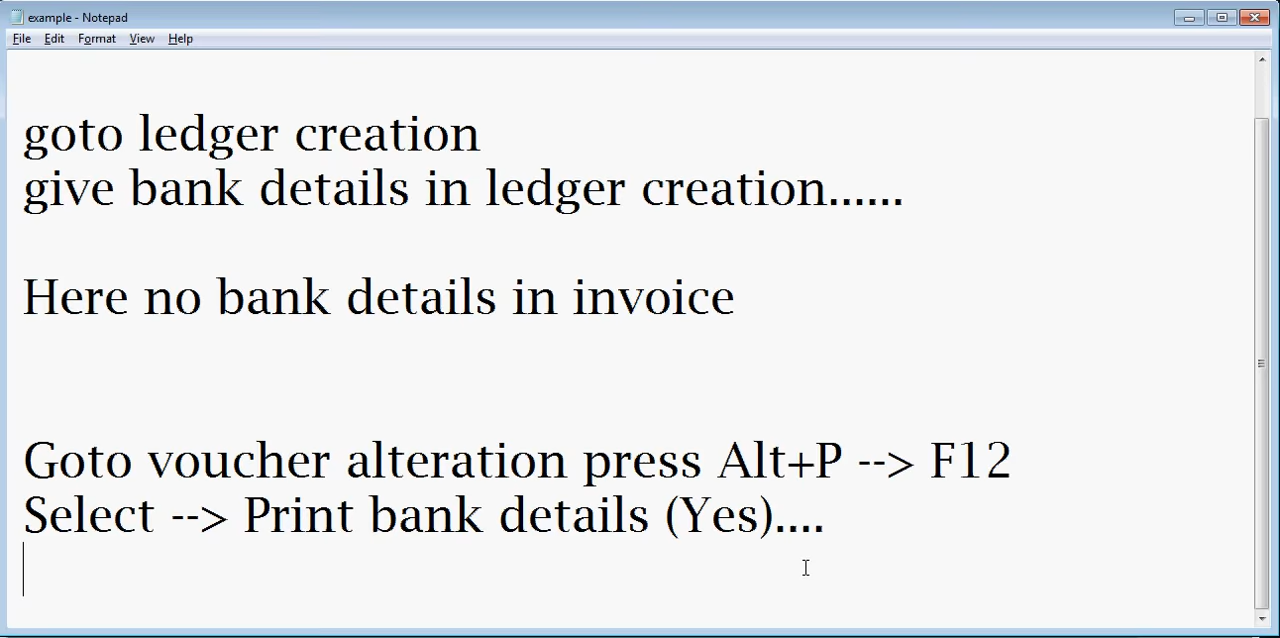 example - Notepad
File Edit Format View Help
goto ledger creation
give bank details in ledger creation......
Here no bank details in invoice
Goto voucher alteration press Alt+P --> F12
Select --> Print bank details (Yes)....